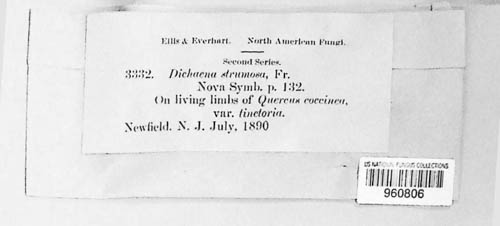 Ellis & Everhart. North American Fungi.
Second Series.
3332. Dichaena strumosa, Fr.
Nova Symb. p. 132.
On living limbs of Quercus coccinea,
var. tinctoria.
Newfield. N. J. July, 1890
US NATIONAL FUNGUS COLLECTIONS
960806